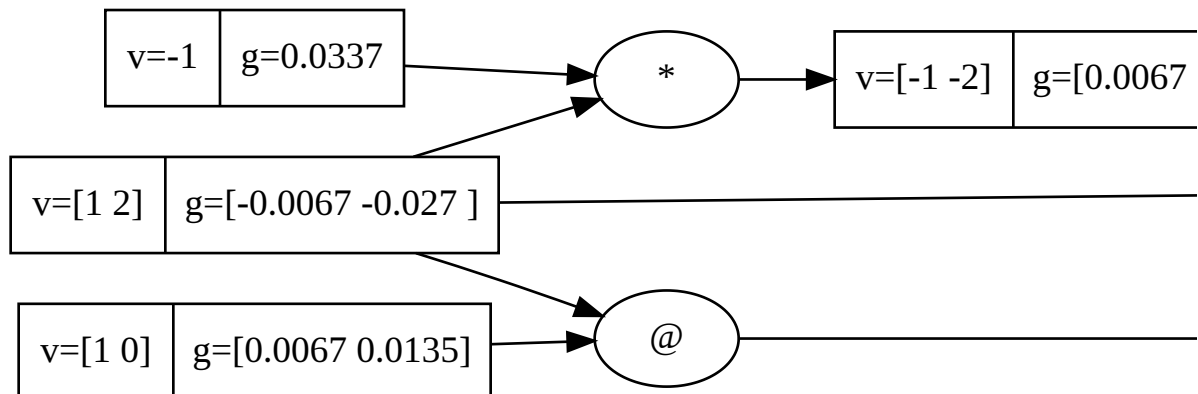 v=-1 g=0.0337
*
v=[-1 -2] g=[0.0067
v=[1 2] g=[-0.0067 -0.027 ]
v=[1 0] g=[0.0067 0.0135]
@